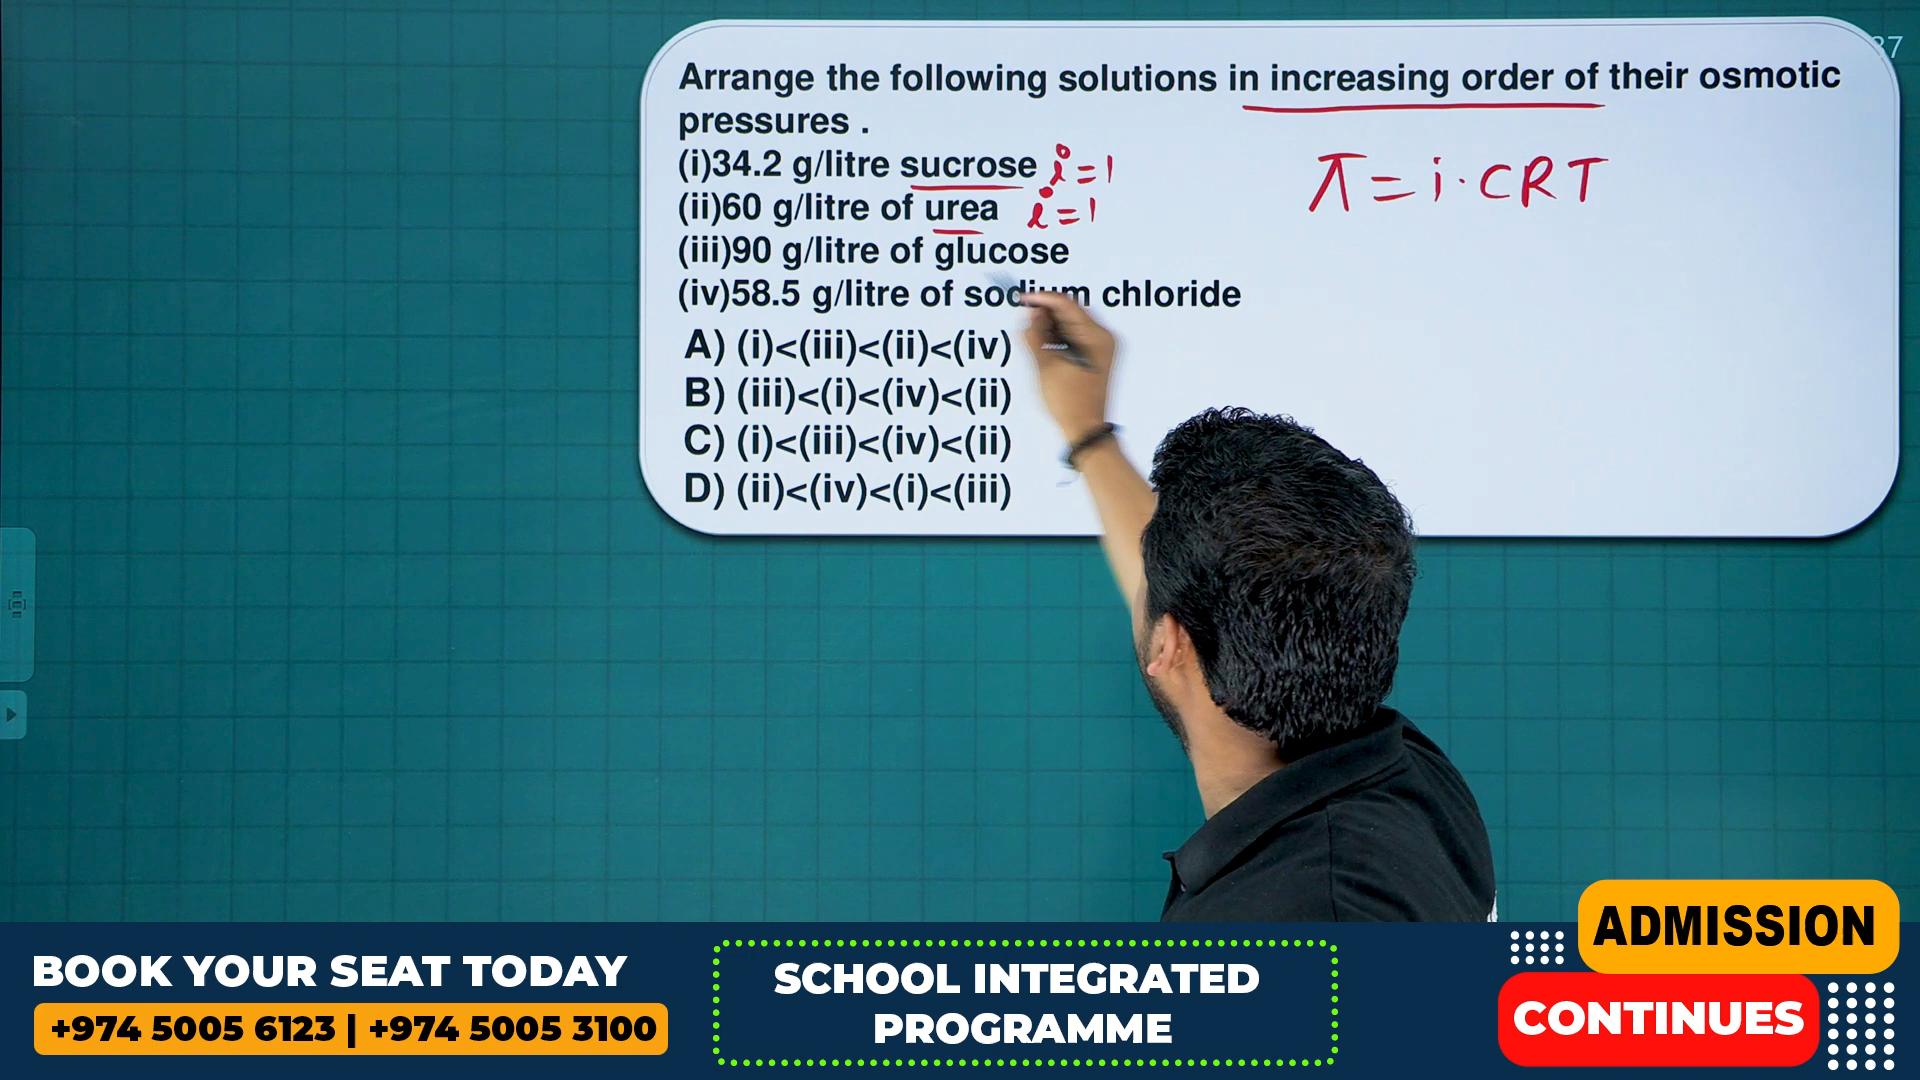 Arrange the following solutions in increasing order of their osmotic
pressures .
(i)34.2 g/litre sucrose i=1
(ii)60 g/litre of urea i=1
(iii)90 g/litre of glucose
(iv)58.5 g/litre of sodium chloride
A) (i)<(iii)<(ii)<(iv)
B) (iii)<(i)<(iv)<(ii)
C) (i)<(iii)<(iv)<(ii)
D) (ii)<(iv)<(i)<(iii)
π = i · CRT
37
BOOK YOUR SEAT TODAY
+974 5005 6123 | +974 5005 3100
SCHOOL INTEGRATED
PROGRAMME
ADMISSION
CONTINUES